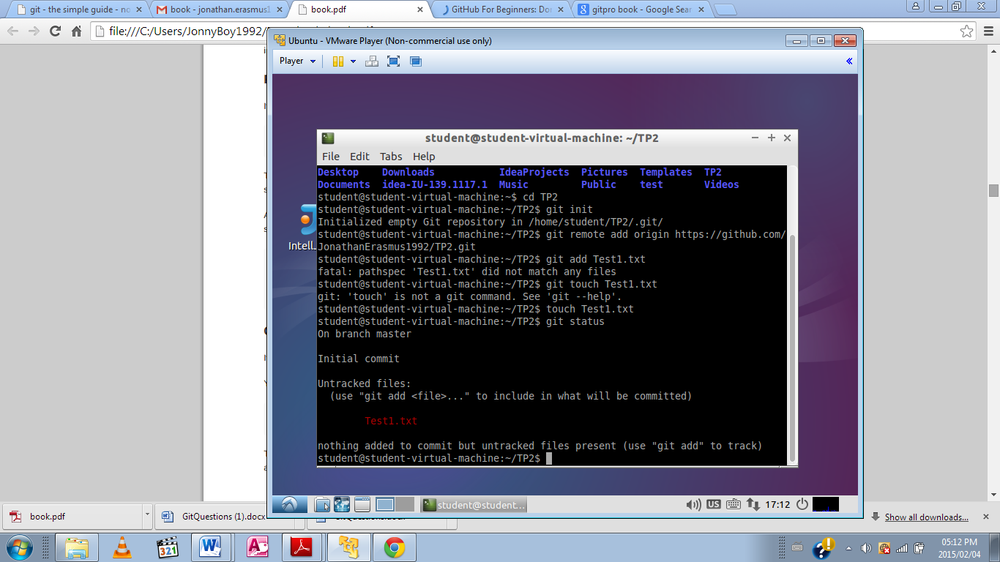 git - the simple guide - no
book - jonathan.erasmus1
book.pdf
GitHub For Beginners: Don
gitpro book - Google Sear
file:///C:/Users/JonnyBoy1992/
Ubuntu - VMware Player (Non-commercial use only)
Player
student@student-virtual-machine: ~/TP2
File Edit Tabs Help
Desktop Downloads IdeaProjects Pictures Templates TP2
Documents idea-IU-139.1117.1 Music Public test Videos
student@student-virtual-machine:~$ cd TP2
student@student-virtual-machine:~/TP2$ git init
Initialized empty Git repository in /home/student/TP2/.git/
student@student-virtual-machine:~/TP2$ git remote add origin https://github.com/
JonathanErasmus1992/TP2.git
student@student-virtual-machine:~/TP2$ git add Test1.txt
fatal: pathspec 'Test1.txt' did not match any files
student@student-virtual-machine:~/TP2$ git touch Test1.txt
git: 'touch' is not a git command. See 'git --help'.
student@student-virtual-machine:~/TP2$ touch Test1.txt
student@student-virtual-machine:~/TP2$ git status
On branch master
Initial commit
Untracked files:
(use "git add <file>..." to include in what will be committed)
Test1.txt
nothing added to commit but untracked files present (use "git add" to track)
student@student-virtual-machine:~/TP2$
Intell..
student@student...
US
17:12
book.pdf
GitQuestions (1).docx
Show all downloads...
321
05:12 PM
2015/02/04